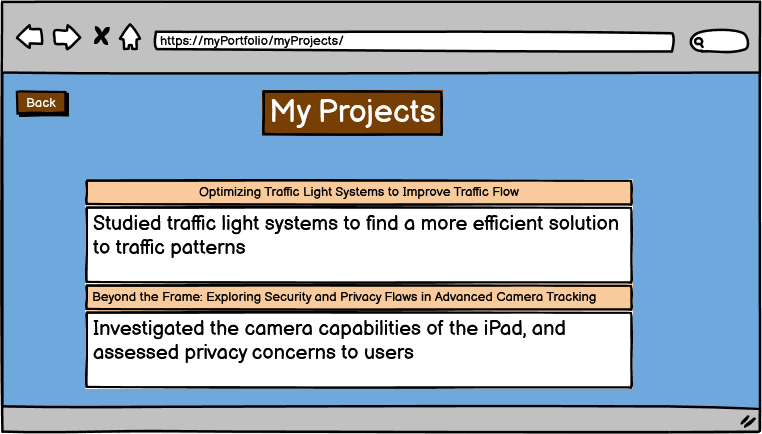 https://myPortfolio/myProjects/
Back
My Projects
Optimizing Traffic Light Systems to Improve Traffic Flow
Studied traffic light systems to find a more efficient solution
to traffic patterns
Beyond the Frame: Exploring Security and Privacy Flaws in Advanced Camera Tracking
Investigated the camera capabilities of the iPad, and
assessed privacy concerns to users